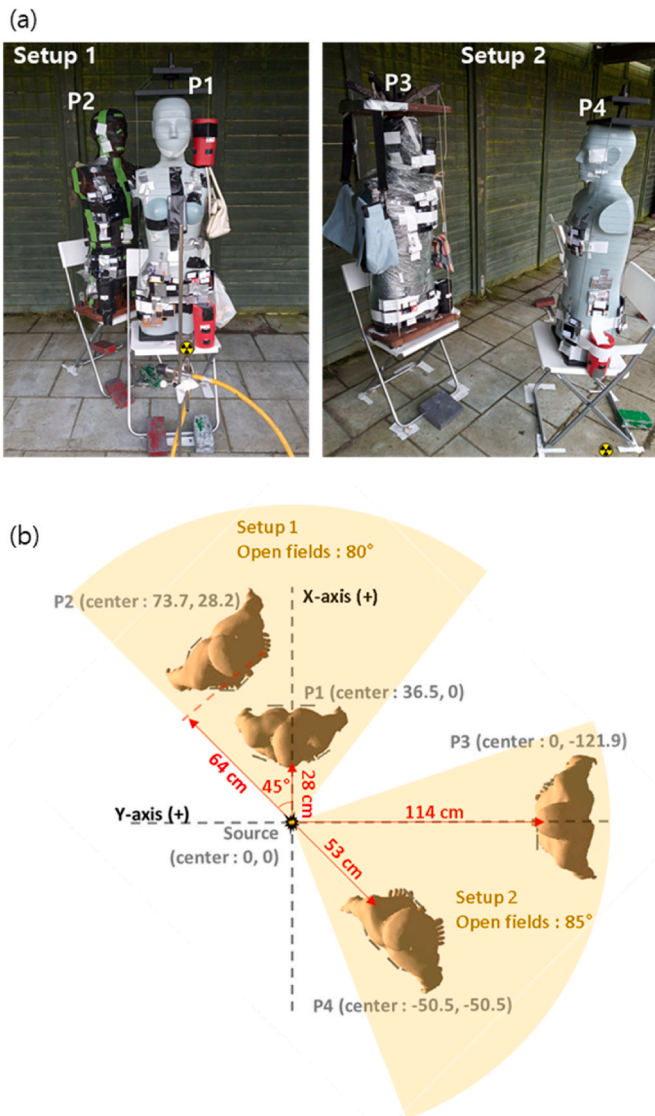 (a)
Setup 1
P2
P1
Setup 2
P3
P4
(b)
Setup 1
Open fields : 80°
P2 (center : 73.7, 28.2)
X-axis (+)
P1 (center : 36.5, 0)
P3 (center : 0, -121.9)
64 cm
45°
28 cm
114 cm
Y-axis (+)
Source
(center : 0, 0)
53 cm
Setup 2
Open fields : 85°
P4 (center : -50.5, -50.5)